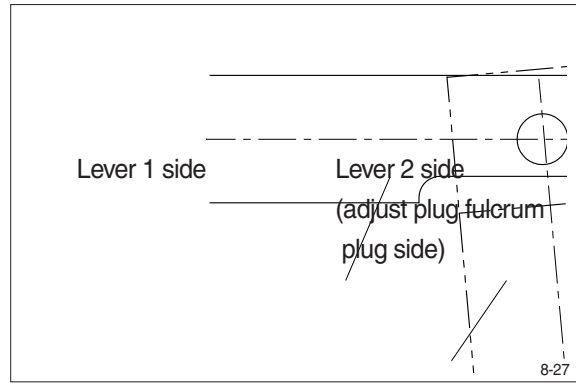 Lever 1 side
Lever 2 side
(adjust plug fulcrum
plug side)
8-27